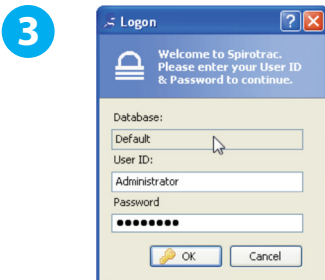 3
Logon
Welcome to Spirotrac.
Please enter your User ID
& Password to continue.
Database:
Default
User ID:
Administrator
Password
●●●●●●●●
OK
Cancel